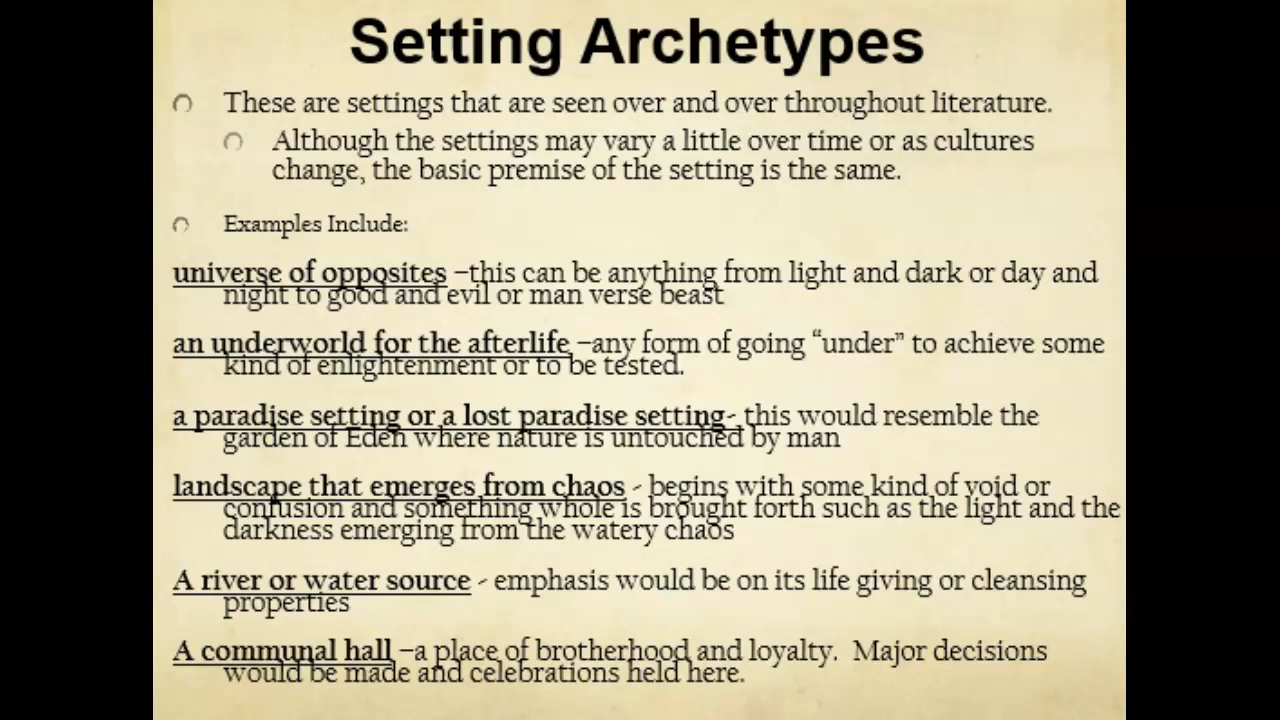 Setting Archetypes
These are settings that are seen over and over throughout literature.
Although the settings may vary a little over time or as cultures
change, the basic premise of the setting is the same.
Examples Include:
universe of opposites –this can be anything from light and dark or day and
night to good and evil or man verse beast
an underworld for the afterlife –any form of going “under” to achieve some
kind of enlightenment or to be tested.
a paradise setting or a lost paradise setting- this would resemble the
garden of Eden where nature is untouched by man
landscape that emerges from chaos - begins with some kind of void or
confusion and something whole is brought forth such as the light and the
darkness emerging from the watery chaos
A river or water source - emphasis would be on its life giving or cleansing
properties
A communal hall –a place of brotherhood and loyalty.  Major decisions
would be made and celebrations held here.